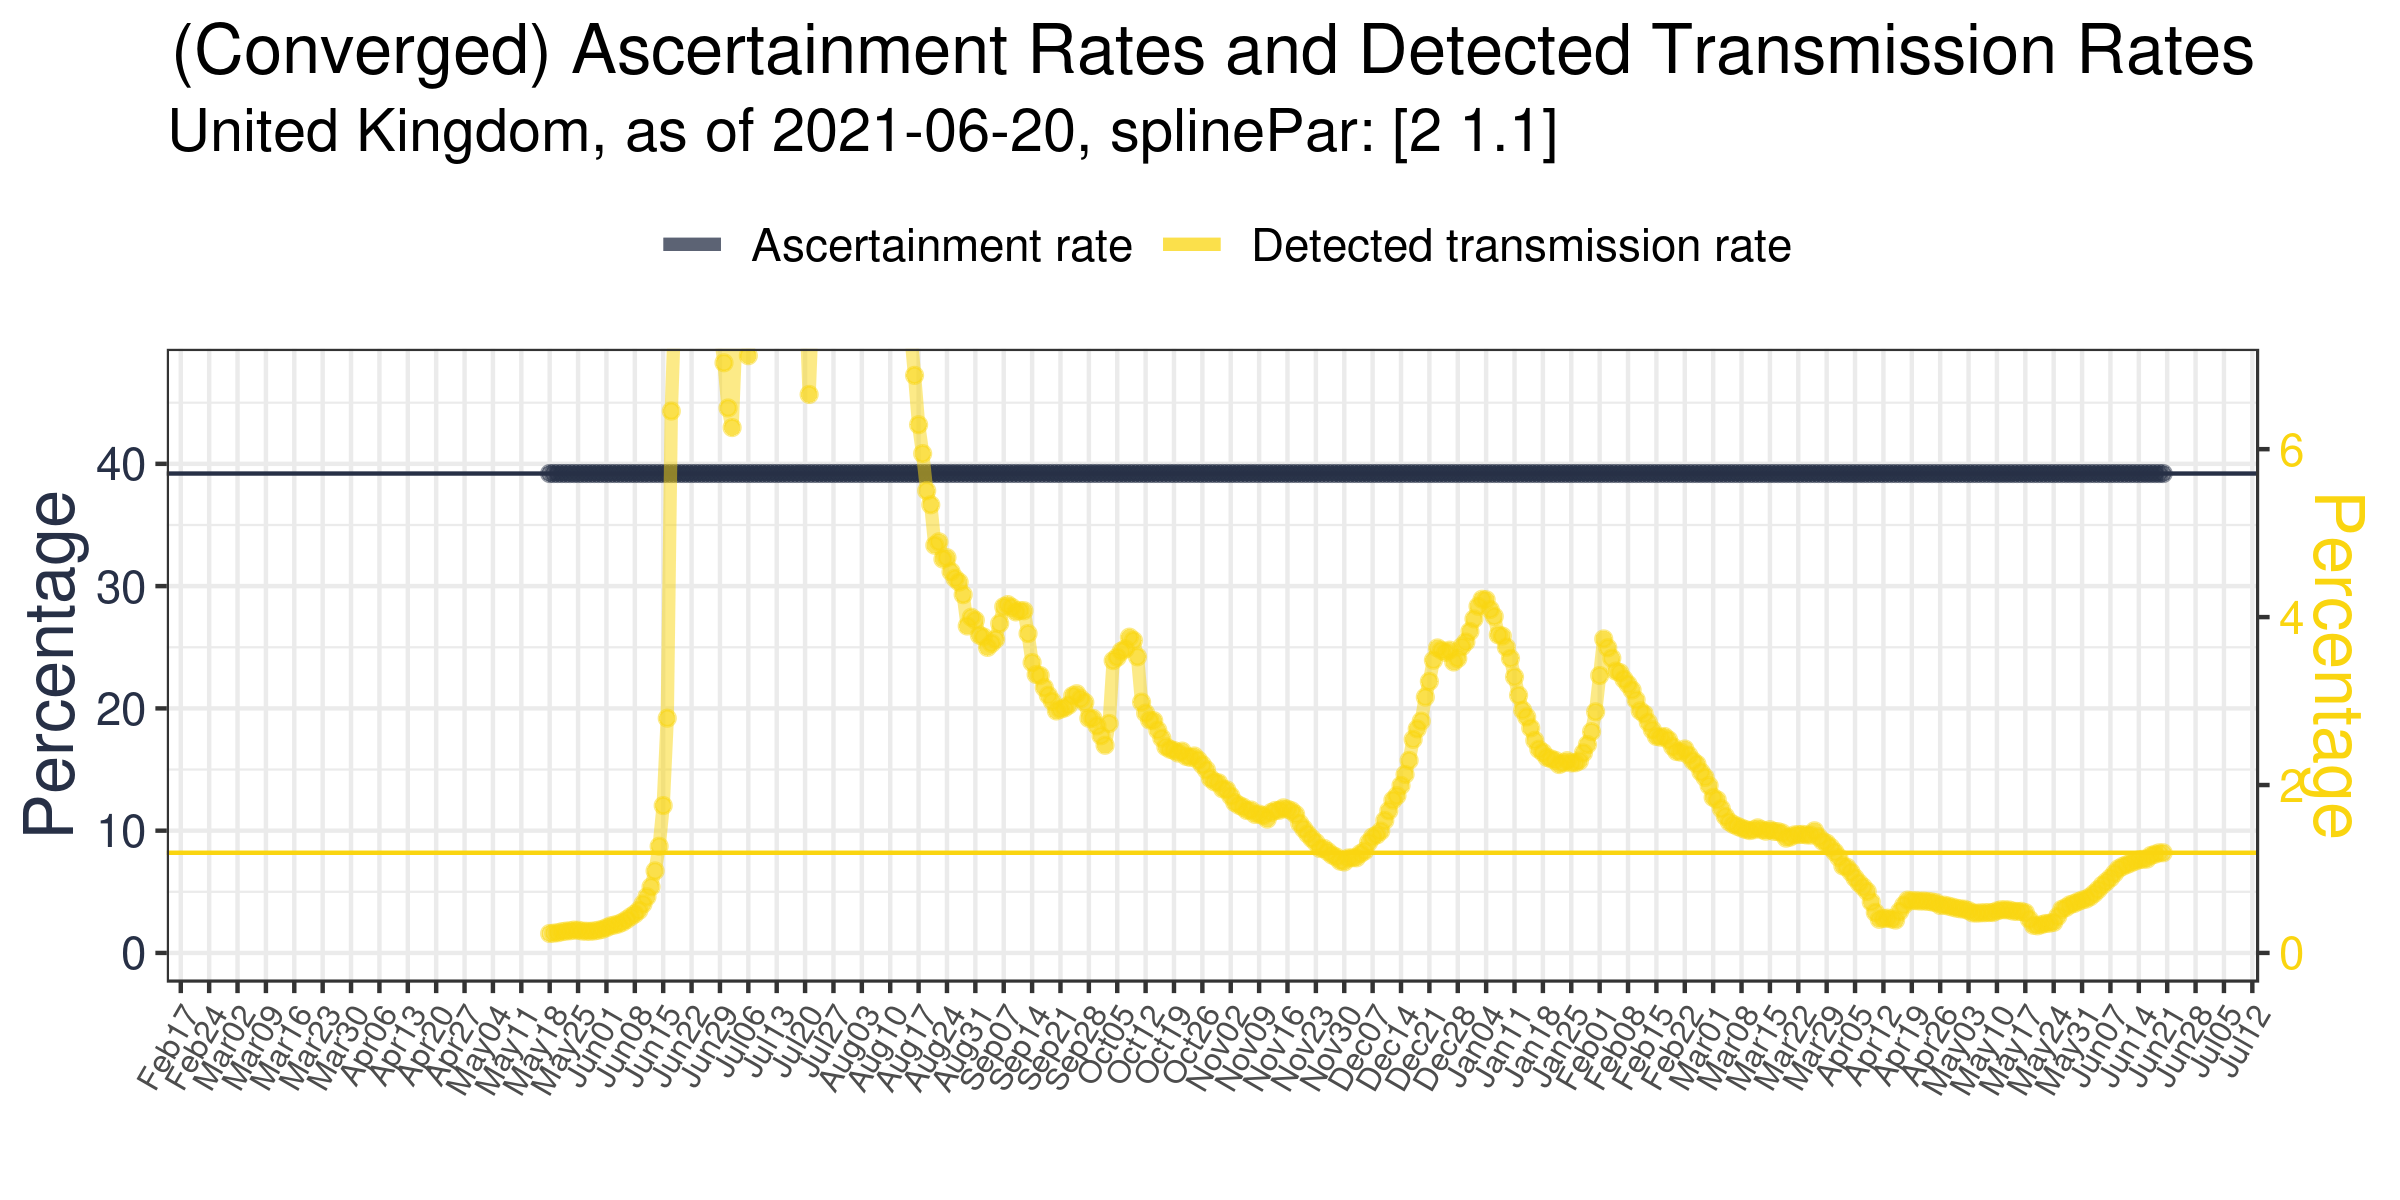 (Converged) Ascertainment Rates and Detected Transmission Rates
United Kingdom, as of 2021-06-20, splinePar: [2 1.1]
Ascertainment rate Detected transmission rate
Percentage
40
30
20
10
0
6
4
2
0
Percentage
Feb17 Feb24 Mar02 Mar09 Mar16 Mar23 Mar30 Apr06 Apr13 Apr20 Apr27 May04 May11 May18 May25 Jun01 Jun08 Jun15 Jun22 Jun29 Jul06 Jul13 Jul20 Jul27 Aug03 Aug10 Aug17 Aug24 Aug31 Sep07 Sep14 Sep21 Sep28 Oct05 Oct12 Oct19 Oct26 Nov02 Nov09 Nov16 Nov23 Nov30 Dec07 Dec14 Dec21 Dec28 Jan04 Jan11 Jan18 Jan25 Feb01 Feb08 Feb15 Feb22 Mar01 Mar08 Mar15 Mar22 Mar29 Apr05 Apr12 Apr19 Apr26 May03 May10 May17 May24 May31 Jun07 Jun14 Jun21 Jun28 Jul05 Jul12